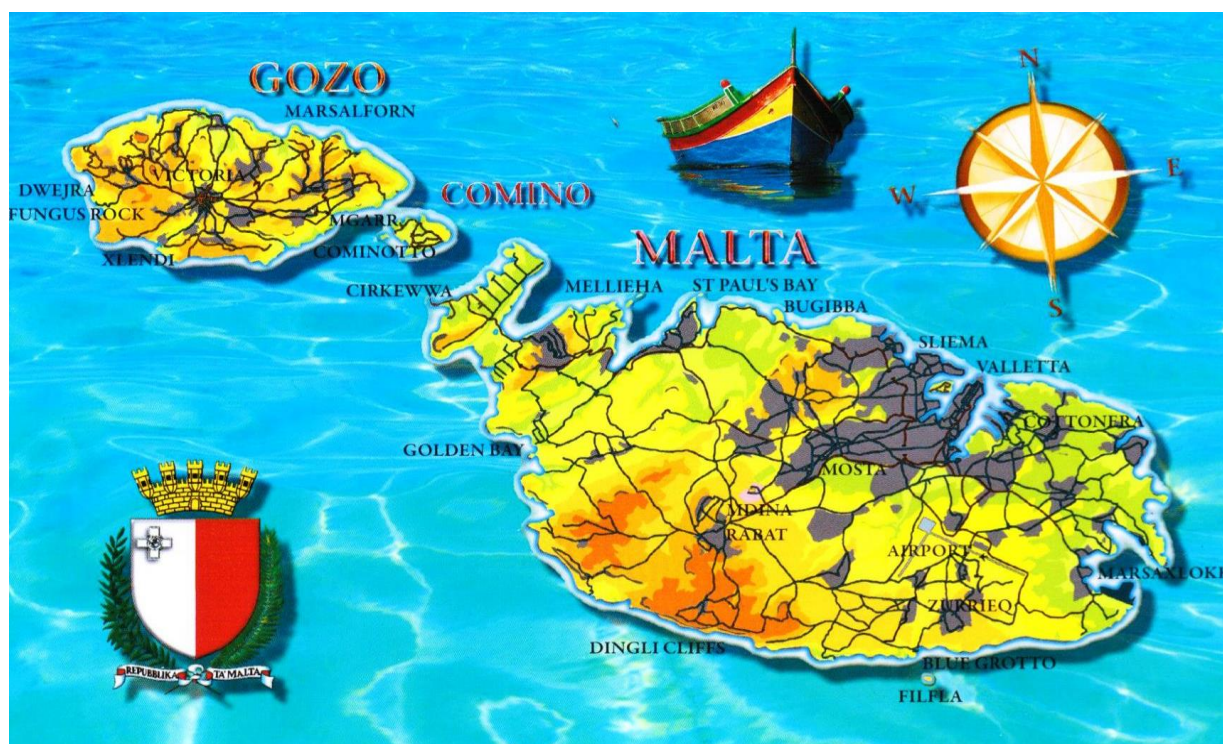 GOZO
MARSALFORN
N
VICTORIA
COMINO
E
W
DWEJRA
FUNGUS ROCK
MGARR
COMINOTTO
XLENDI
MALTA
CIRKEWWA
MELLIEHA
ST PAUL'S BAY
BUGIBBA
S
SLIEMA
VALLETTA
COTTONERA
GOLDEN BAY
MOSTA
MDINA
RABAT
AIRPORT
MARSAXLOKK
ZURRIEQ
DINGLI CLIFFS
BLUE GROTTO
FILFLA
REPUBBLIKA TA' MALTA